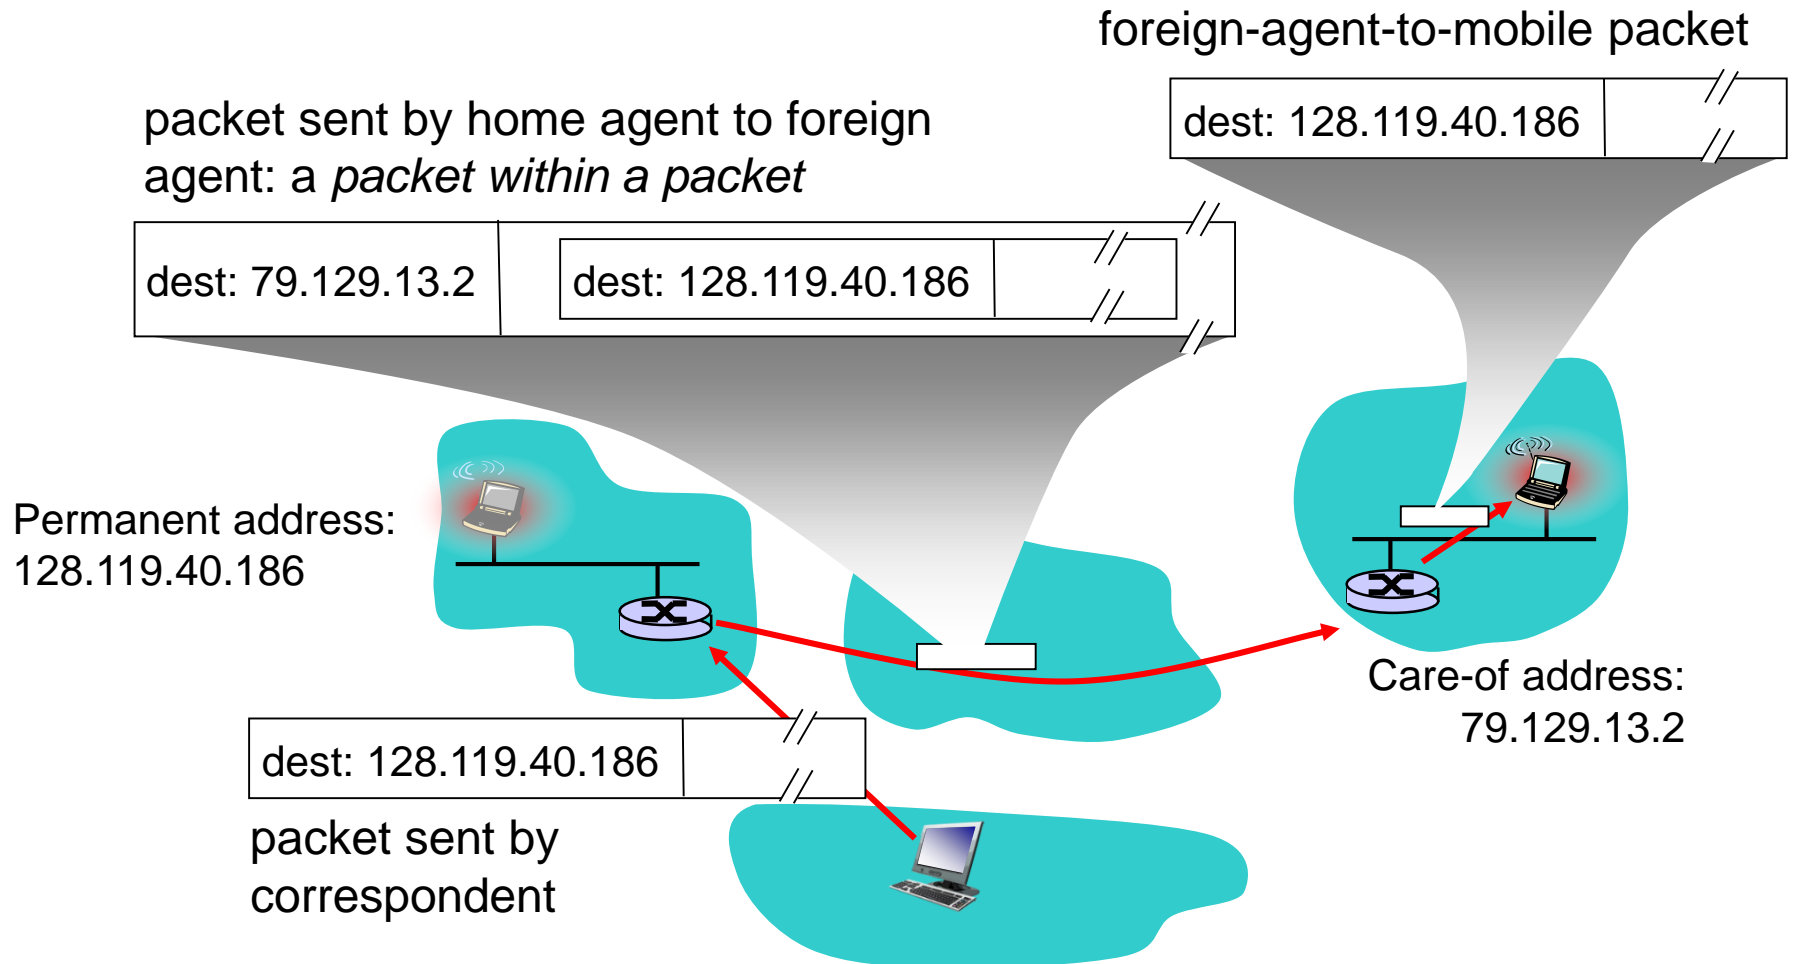 foreign-agent-to-mobile packet
dest: 128.119.40.186
packet sent by home agent to foreign
agent: a packet within a packet
dest: 79.129.13.2
dest: 128.119.40.186
Permanent address:
128.119.40.186
Care-of address:
79.129.13.2
dest: 128.119.40.186
packet sent by
correspondent